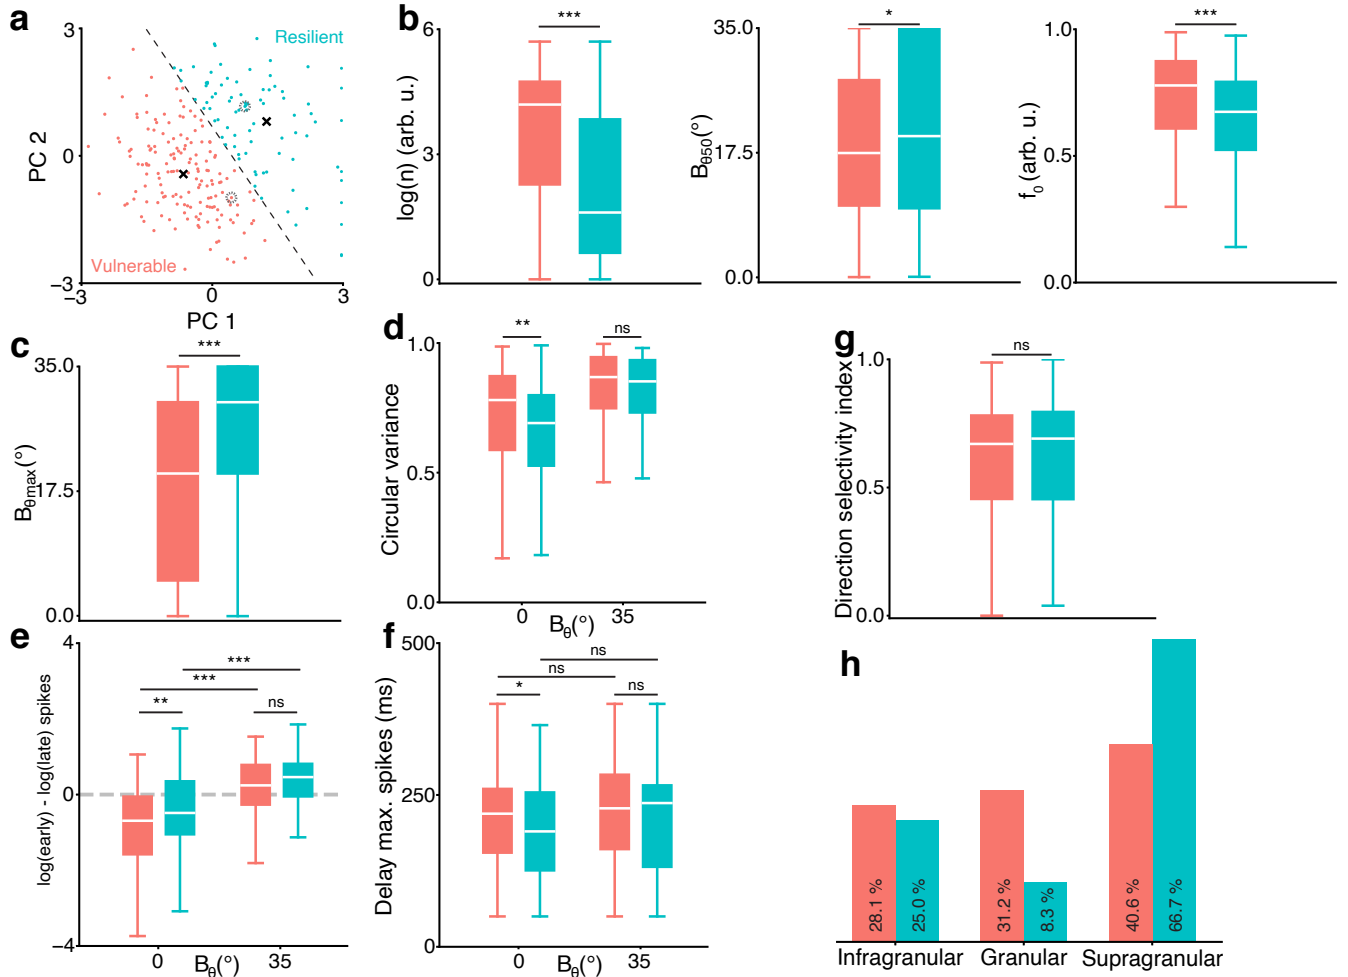 a
3
0
−3
PC 2
Resilient
Vulnerable
−3
0
3
PC 1
b
***
6
3
0
log(n) (arb. u.)
*
35.0
17.5
0.0
Bθ50(°)
***
1.0
0.5
0.0
f0 (arb. u.)
c
***
35.0
17.5
0.0
Bθmax(°)
d
**
ns
1.0
0.5
0.0
Circular variance
0
35
Bθ(°)
g
ns
1.0
0.5
0.0
Direction selectivity index
e
4
0
−4
log(early) - log(late) spikes
***
***
**
ns
0
35
Bθ(°)
f
500
250
0
Delay max. spikes (ms)
ns
ns
*
ns
0
35
Bθ(°)
h
28.1 %
25.0 %
31.2 %
8.3 %
40.6 %
66.7 %
Infragranular
Granular
Supragranular